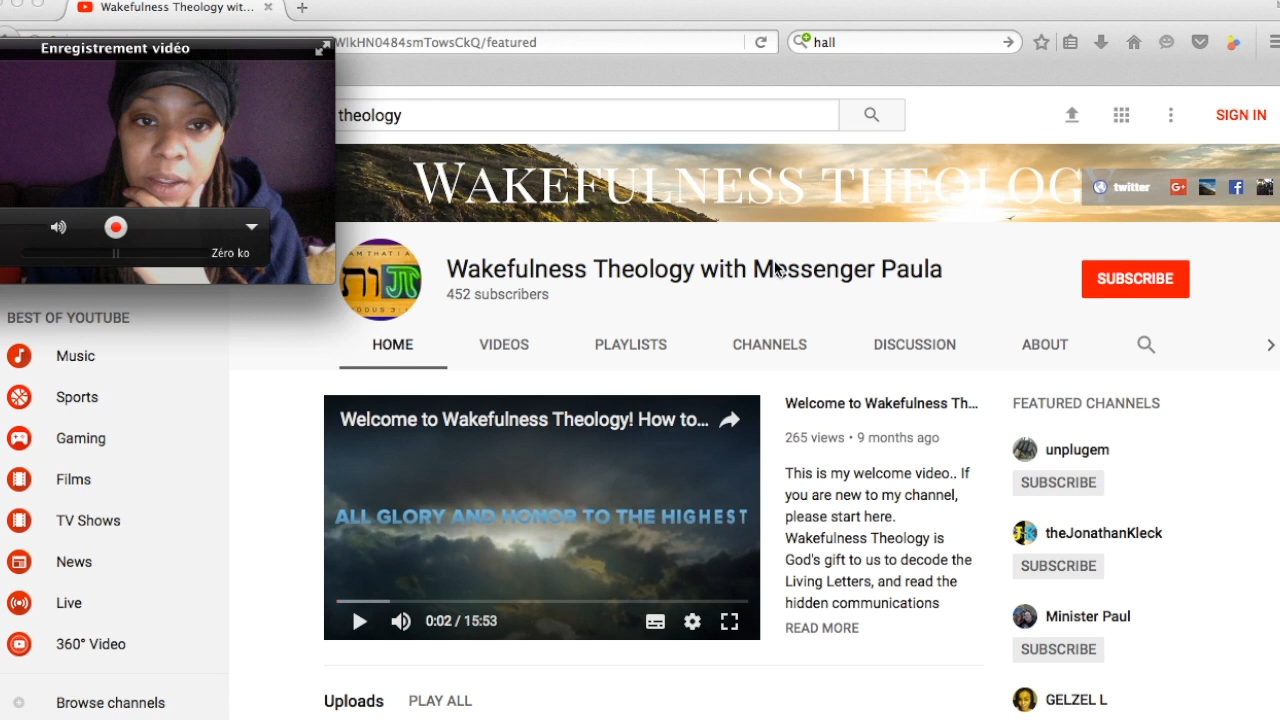 Wakefulness Theology wit...
Enregistrement vidéo
WlkHN0484smTowsCkQ/featured
hall
theology
SIGN IN
WAKEFULNESS THEOLOGY
twitter
Zéro ko
Wakefulness Theology with Messenger Paula
452 subscribers
SUBSCRIBE
HOME VIDEOS PLAYLISTS CHANNELS DISCUSSION ABOUT
BEST OF YOUTUBE
Music
Sports
Gaming
Films
TV Shows
News
Live
360° Video
Browse channels
Welcome to Wakefulness Theology! How to...
ALL GLORY AND HONOR TO THE HIGHEST
0:02 / 15:53
Welcome to Wakefulness Th...
265 views • 9 months ago
This is my welcome video.. If
you are new to my channel,
please start here.
Wakefulness Theology is
God's gift to us to decode the
Living Letters, and read the
hidden communications
READ MORE
FEATURED CHANNELS
unplugem
SUBSCRIBE
theJonathanKleck
SUBSCRIBE
Minister Paul
SUBSCRIBE
GELZEL L
Uploads PLAY ALL